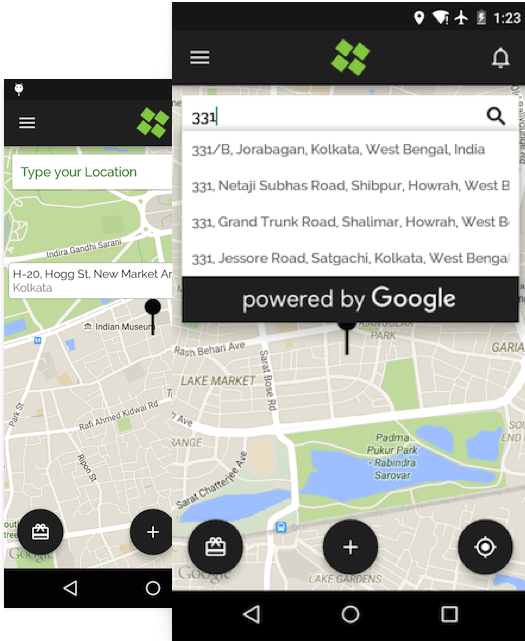 Type your Location
Indira Gandhi Sarani
H-20, Hogg St, New Market Ar
Kolkata
Indian Museum
M
Park St
Rafi Ahmed Kidwai Rd
Ripon St
Google
1:23
331
331/B, Jorabagan, Kolkata, West Bengal, India
331, Netaji Subhas Road, Shibpur, Howrah, West B
331, Grand Trunk Road, Shalimar, Howrah, West Be
331, Jessore Road, Satgachi, Kolkata, West Bengal
powered by Google
PARK
Rash Behari Ave
GARIA
LAKE MARKET
Sarat Bose Rd
RANGE
Padma
Pukur Park
- Rabindra
Sarovar
END
Sarat Chatterjee Ave
Google
LAKE GARDENS